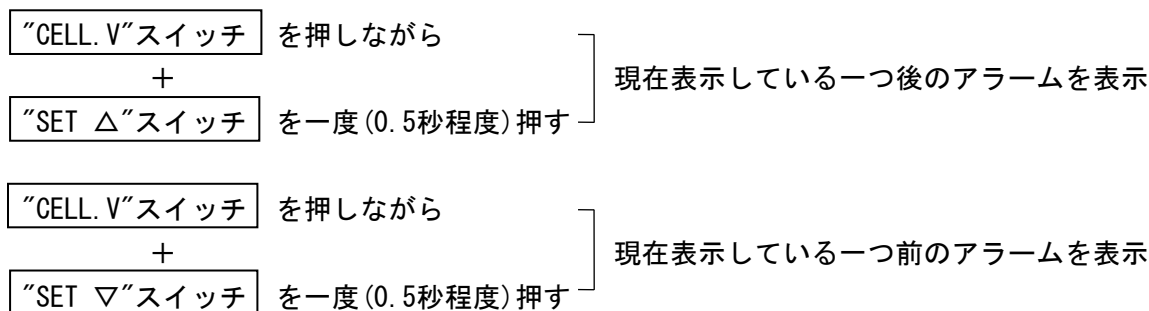 "CELL.V"スイッチ を押しながら
+
現在表示している一つ後のアラームを表示
"SET △"スイッチ を一度(0.5秒程度)押す
"CELL.V"スイッチ を押しながら
+
現在表示している一つ前のアラームを表示
"SET ▽"スイッチ を一度(0.5秒程度)押す